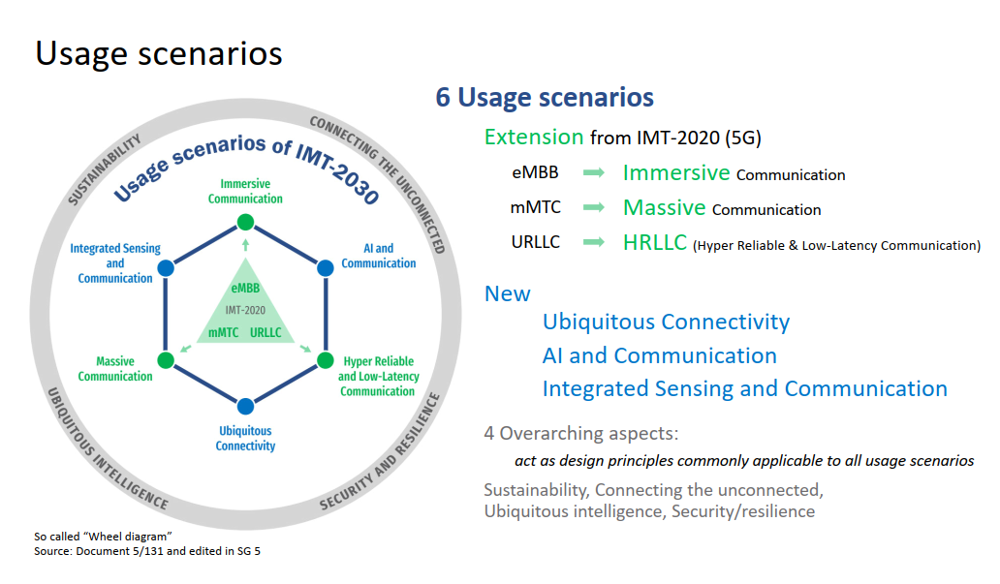 Usage scenarios
SUSTAINABILITY
CONNECTING THE UNCONNECTED
UBIQUITOUS INTELLIGENCE
SECURITY AND RESILIENCE
Usage scenarios of IMT-2030
Immersive
Communication
Integrated Sensing
and
Communication
AI and
Communication
eMBB
IMT-2020
mMTC URLLC
Massive
Communication
Hyper Reliable
and Low-Latency
Communication
Ubiquitous
Connectivity
So called “Wheel diagram”
Source: Document 5/131 and edited in SG 5
6 Usage scenarios
Extension from IMT-2020 (5G)
eMBB Immersive Communication
mMTC Massive Communication
URLLC HRLLC (Hyper Reliable & Low-Latency Communication)
New
Ubiquitous Connectivity
AI and Communication
Integrated Sensing and Communication
4 Overarching aspects:
act as design principles commonly applicable to all usage scenarios
Sustainability, Connecting the unconnected,
Ubiquitous intelligence, Security/resilience